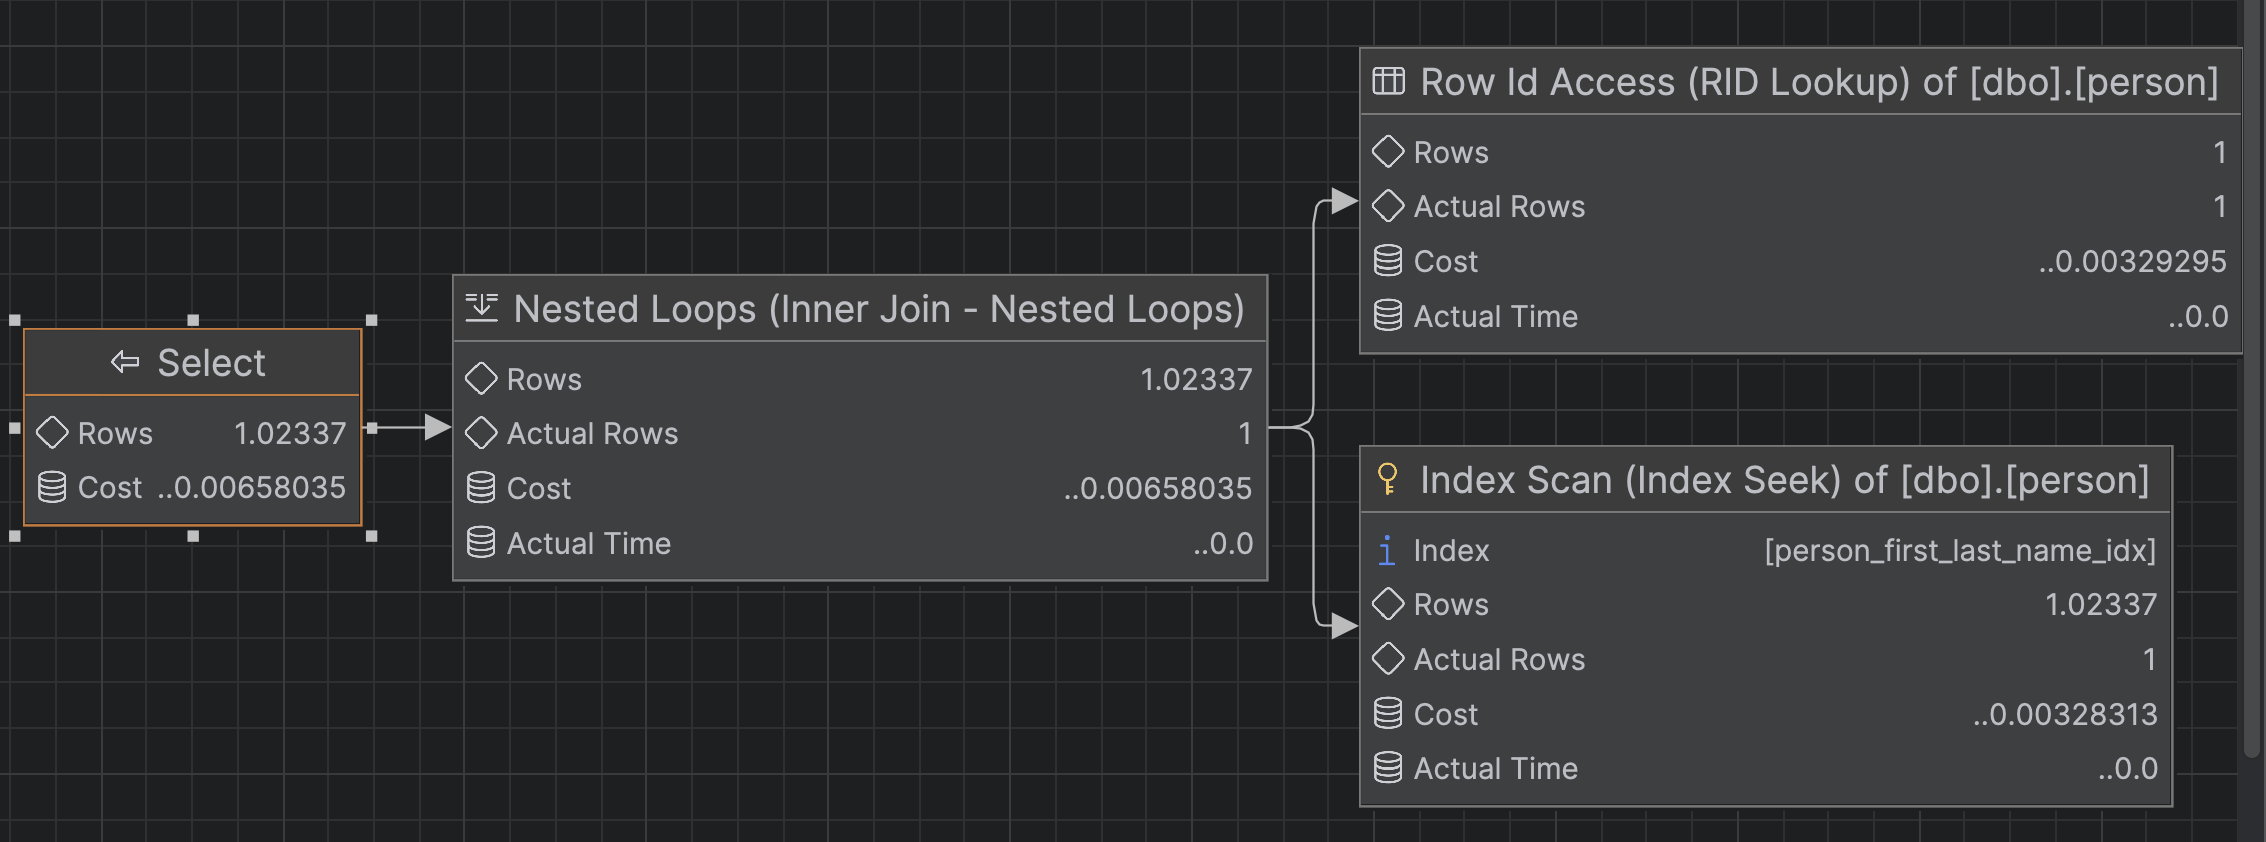 Select
Rows 1.02337
Cost ..0.00658035
Nested Loops (Inner Join - Nested Loops)
Rows 1.02337
Actual Rows 1
Cost ..0.00658035
Actual Time ..0.0
Row Id Access (RID Lookup) of [dbo].[person]
Rows 1
Actual Rows 1
Cost ..0.00329295
Actual Time ..0.0
Index Scan (Index Seek) of [dbo].[person]
Index [person_first_last_name_idx]
Rows 1.02337
Actual Rows 1
Cost ..0.00328313
Actual Time ..0.0